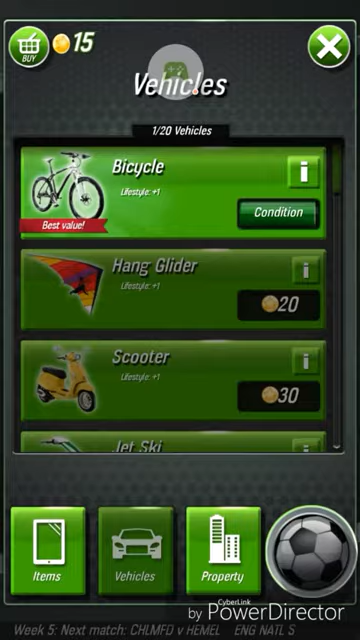 BUY
15
Vehicles
1/20 Vehicles
Bicycle
Lifestyle: +1
Best value!
Condition
Hang Glider
Lifestyle: +1
20
Scooter
Lifestyle: +1
30
Jet Ski
Items
Vehicles
Property
CyberLink
by PowerDirector
Week 5: Next match: CHLMFD v HEMEL ENG NATL S